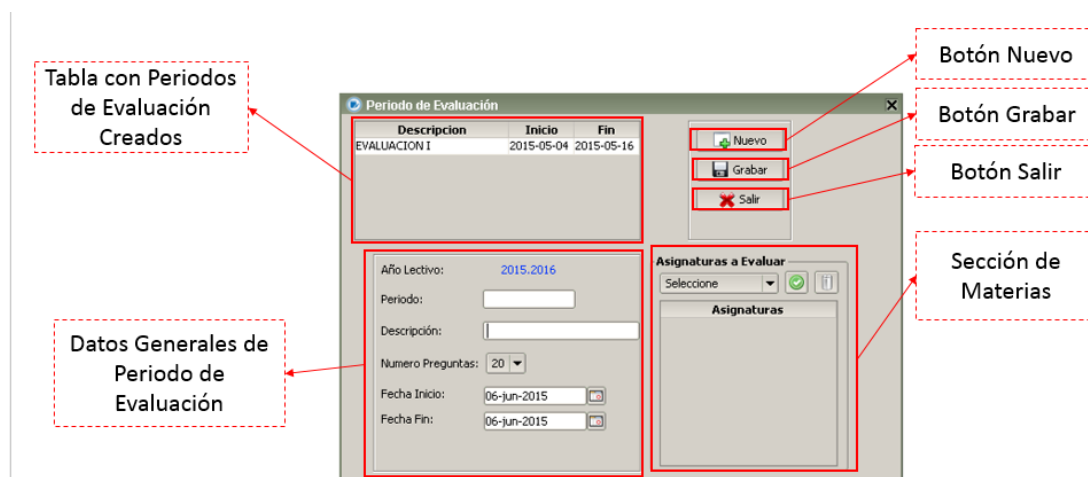 Tabla con Periodos
de Evaluación
Creados
Datos Generales de
Periodo de
Evaluación
Periodo de Evaluación
Descripcion Inicio Fin
EVALUACION I 2015-05-04 2015-05-16
Nuevo
Grabar
Salir
Año Lectivo: 2015.2016
Periodo:
Descripción:
Numero Preguntas: 20
Fecha Inicio: 06-jun-2015
Fecha Fin: 06-jun-2015
Asignaturas a Evaluar
Seleccione
Asignaturas
Botón Nuevo
Botón Grabar
Botón Salir
Sección de
Materias